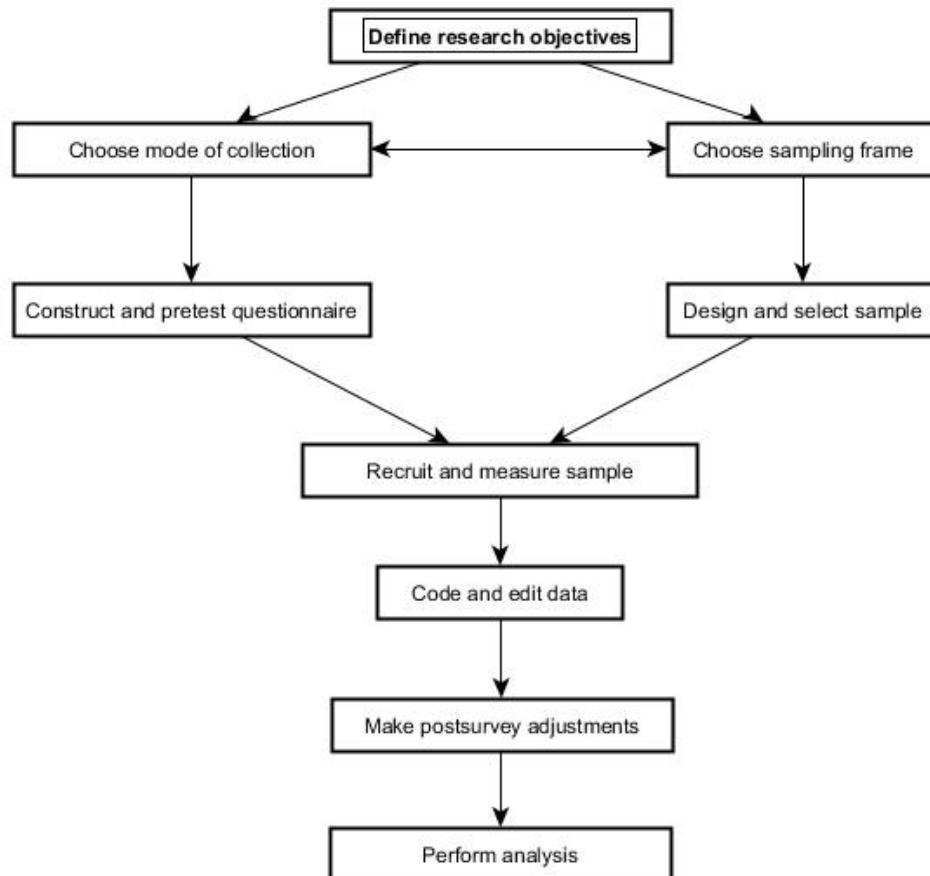 Define research objectives
Choose mode of collection
Choose sampling frame
Construct and pretest questionnaire
Design and select sample
Recruit and measure sample
Code and edit data
Make postsurvey adjustments
Perform analysis